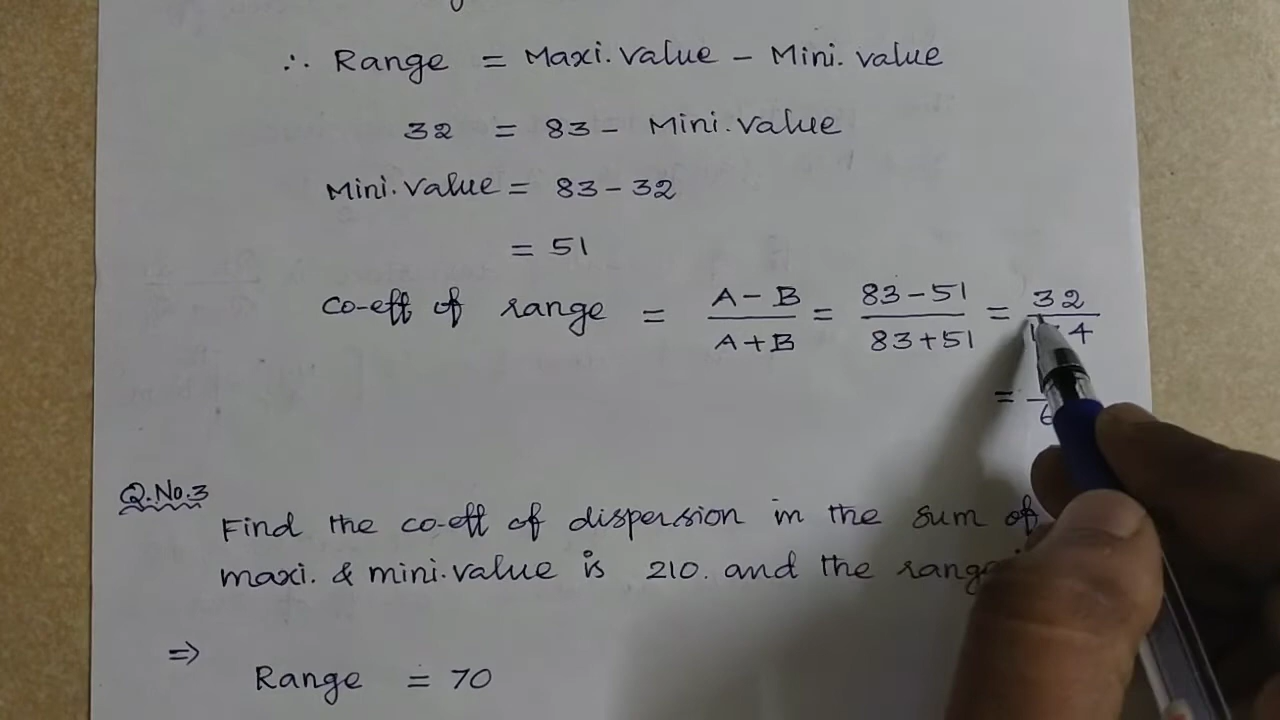 ∴ Range = Maxi. value - Mini. value
32 = 83 - Mini. value
Mini. value = 83 - 32
= 51
co-eff of range = A - B / A + B = 83 - 51 / 83 + 51 = 32 /
=
Q.No.3
Find the co-eff of dispersion in the sum of
maxi. & mini. value is 210. and the range
⇒ Range = 70